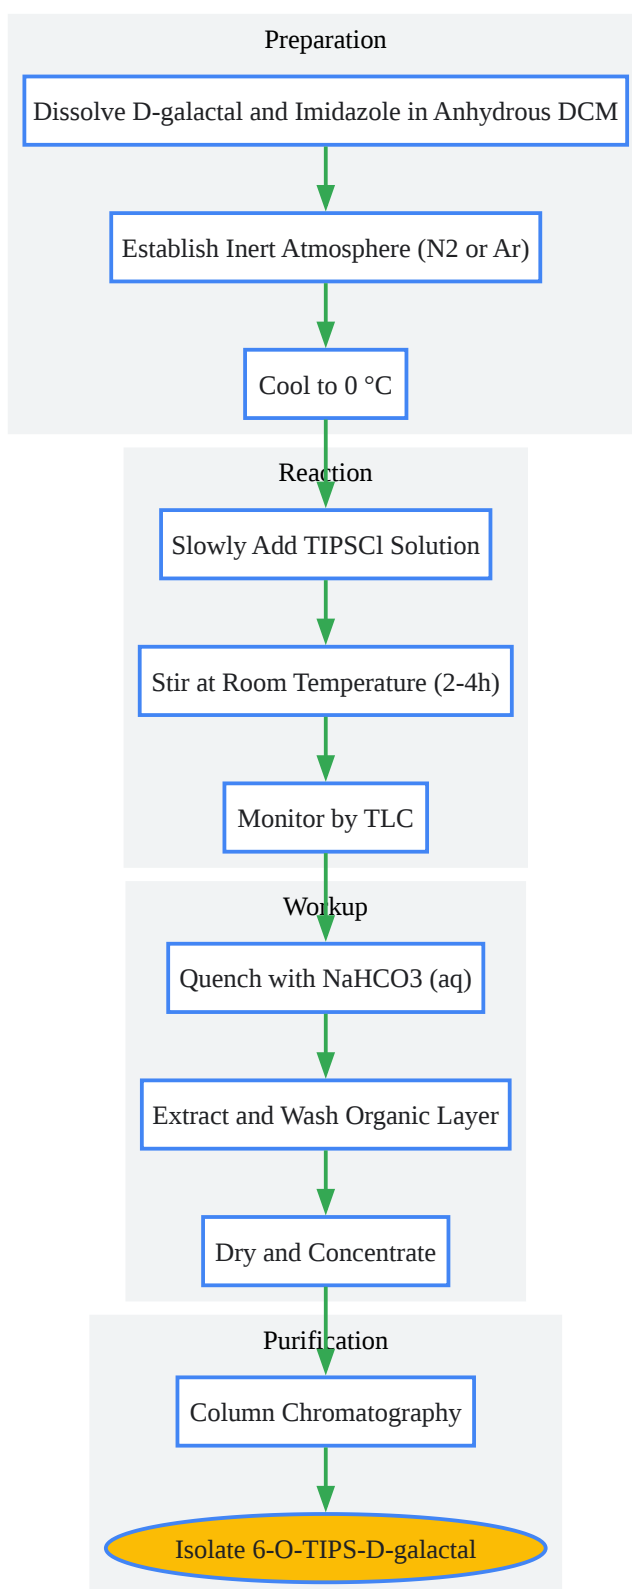 Preparation
Dissolve D-galactal and Imidazole in Anhydrous DCM
Establish Inert Atmosphere (N2 or Ar)
Cool to 0 °C
Reaction
Slowly Add TIPSCl Solution
Stir at Room Temperature (2-4h)
Monitor by TLC
Workup
Quench with NaHCO3 (aq)
Extract and Wash Organic Layer
Dry and Concentrate
Purification
Column Chromatography
Isolate 6-O-TIPS-D-galactal